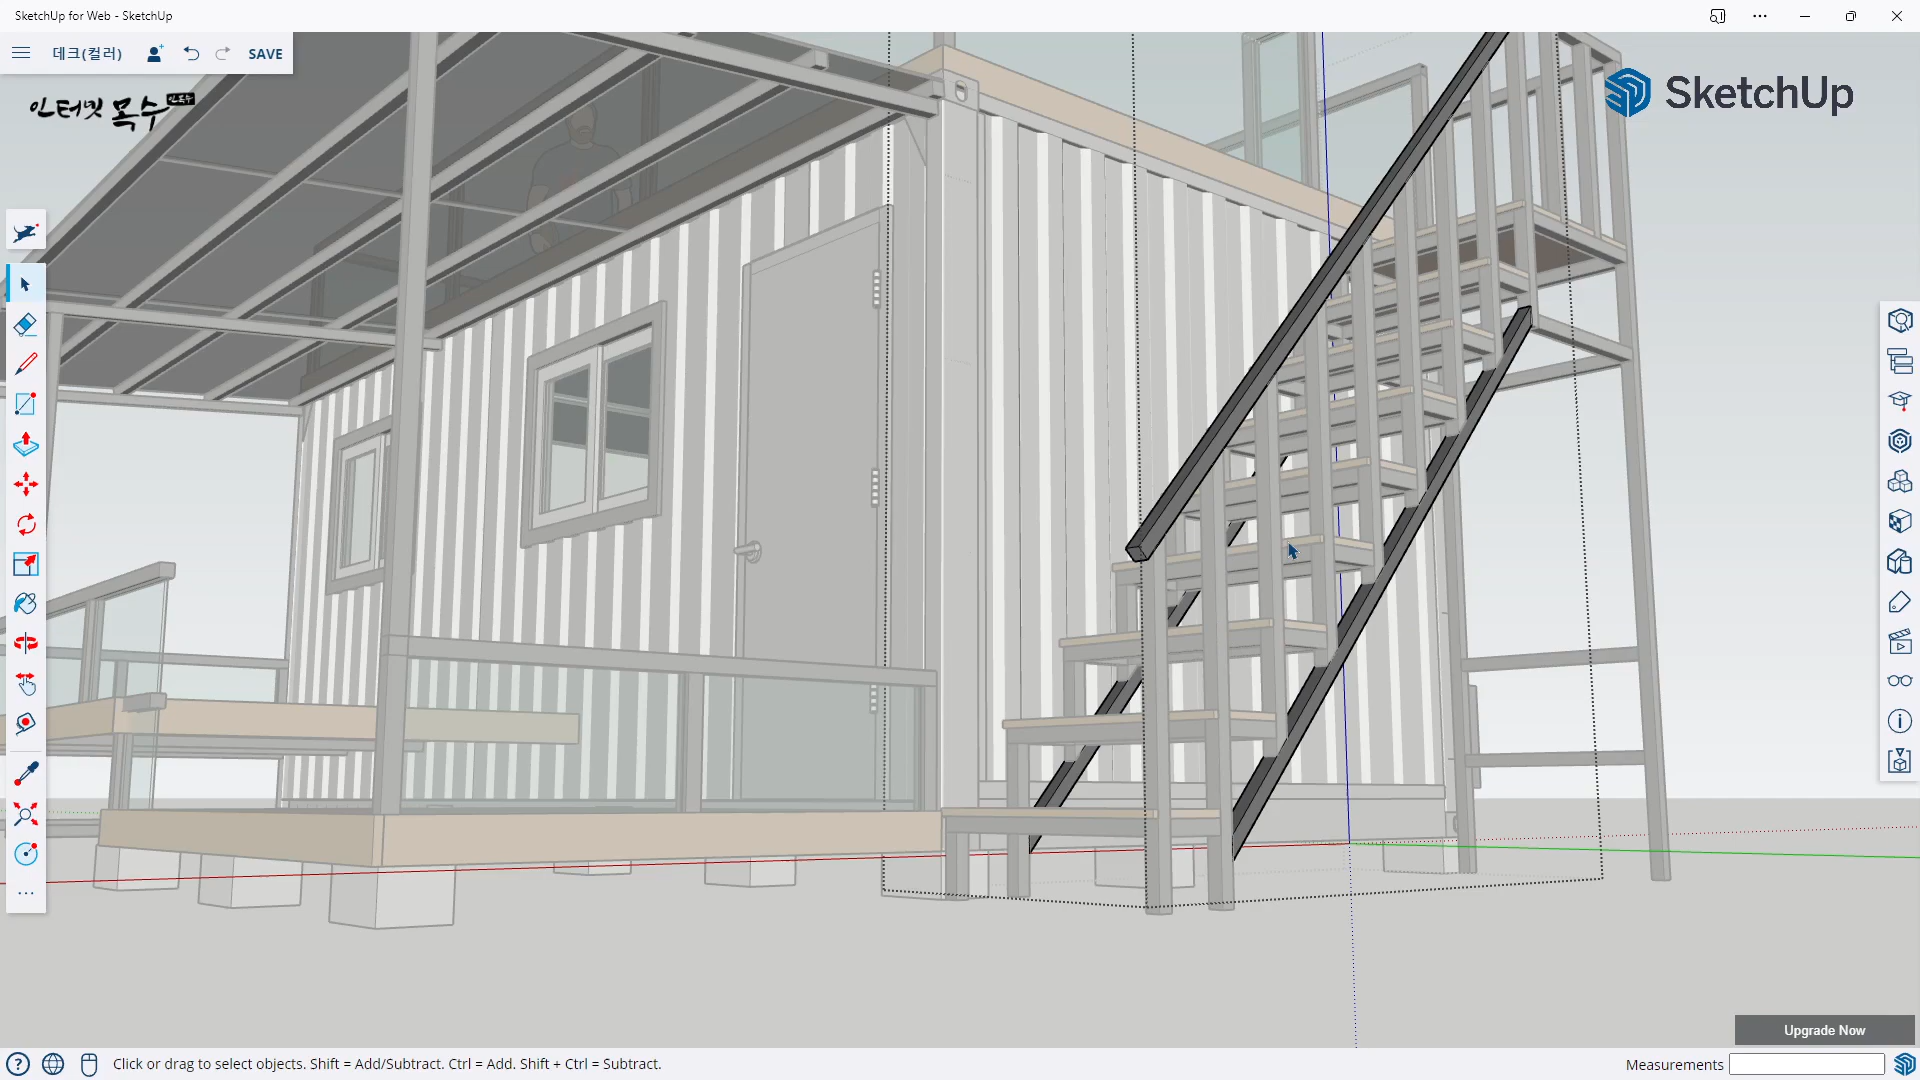 SketchUp for Web - SketchUp
데크(컬러)
SAVE
인터넷 목수
SketchUp
Upgrade Now
Click or drag to select objects. Shift = Add/Subtract. Ctrl = Add. Shift + Ctrl = Subtract.
Measurements